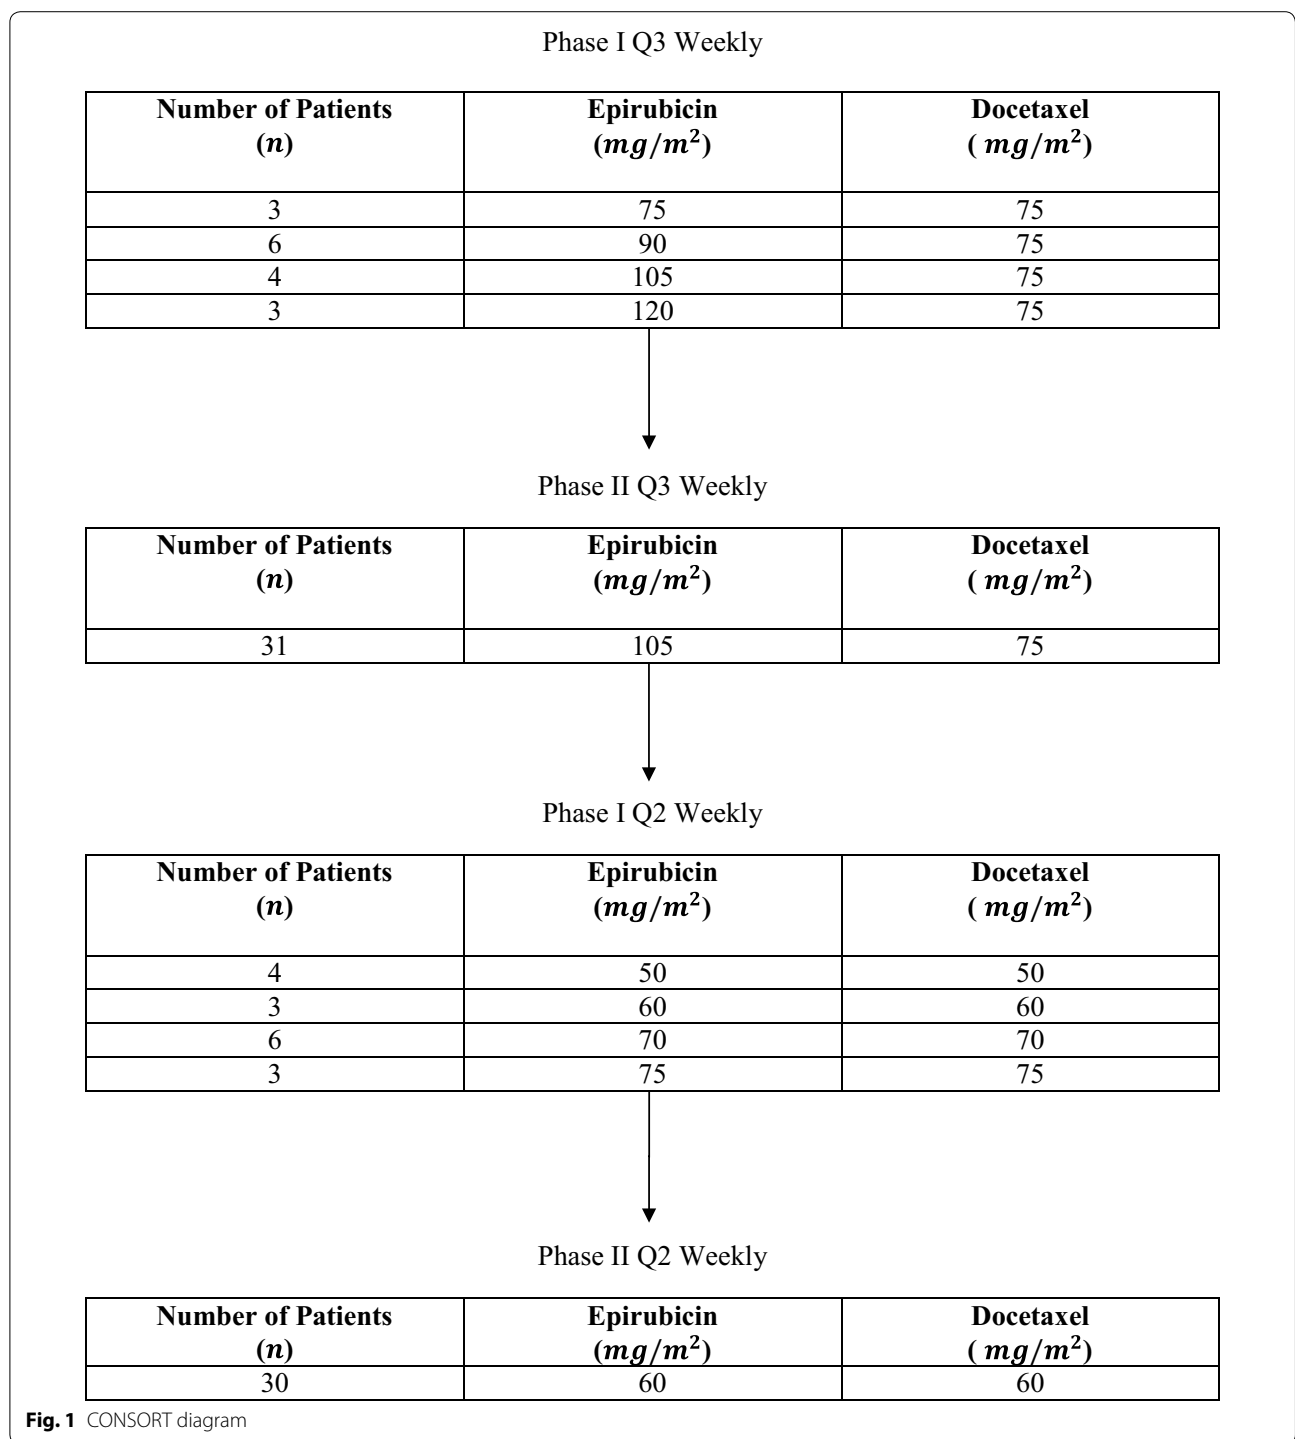 Phase I Q3 Weekly
Number of Patients Epirubicin Docetaxel
(n) (mg/m²) ( mg/m²)
3 75 75
6 90 75
4 105 75
3 120 75
Phase II Q3 Weekly
Number of Patients Epirubicin Docetaxel
(n) (mg/m²) ( mg/m²)
31 105 75
Phase I Q2 Weekly
Number of Patients Epirubicin Docetaxel
(n) (mg/m²) ( mg/m²)
4 50 50
3 60 60
6 70 70
3 75 75
Phase II Q2 Weekly
Number of Patients Epirubicin Docetaxel
(n) (mg/m²) ( mg/m²)
30 60 60
Fig. 1 CONSORT diagram